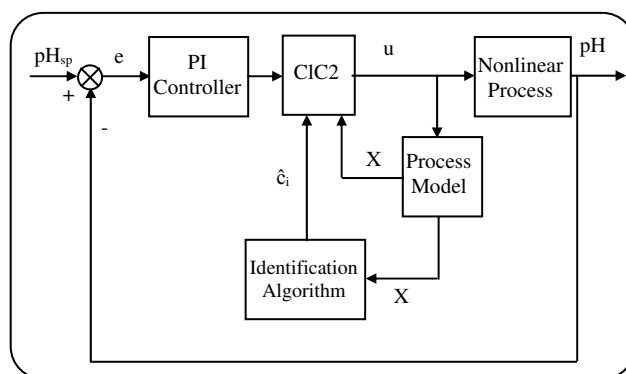 pH_sp
+
-
e
PI
Controller
ClC2
u
Nonlinear
Process
pH
X
Process
Model
ĉ_i
Identification
Algorithm
X